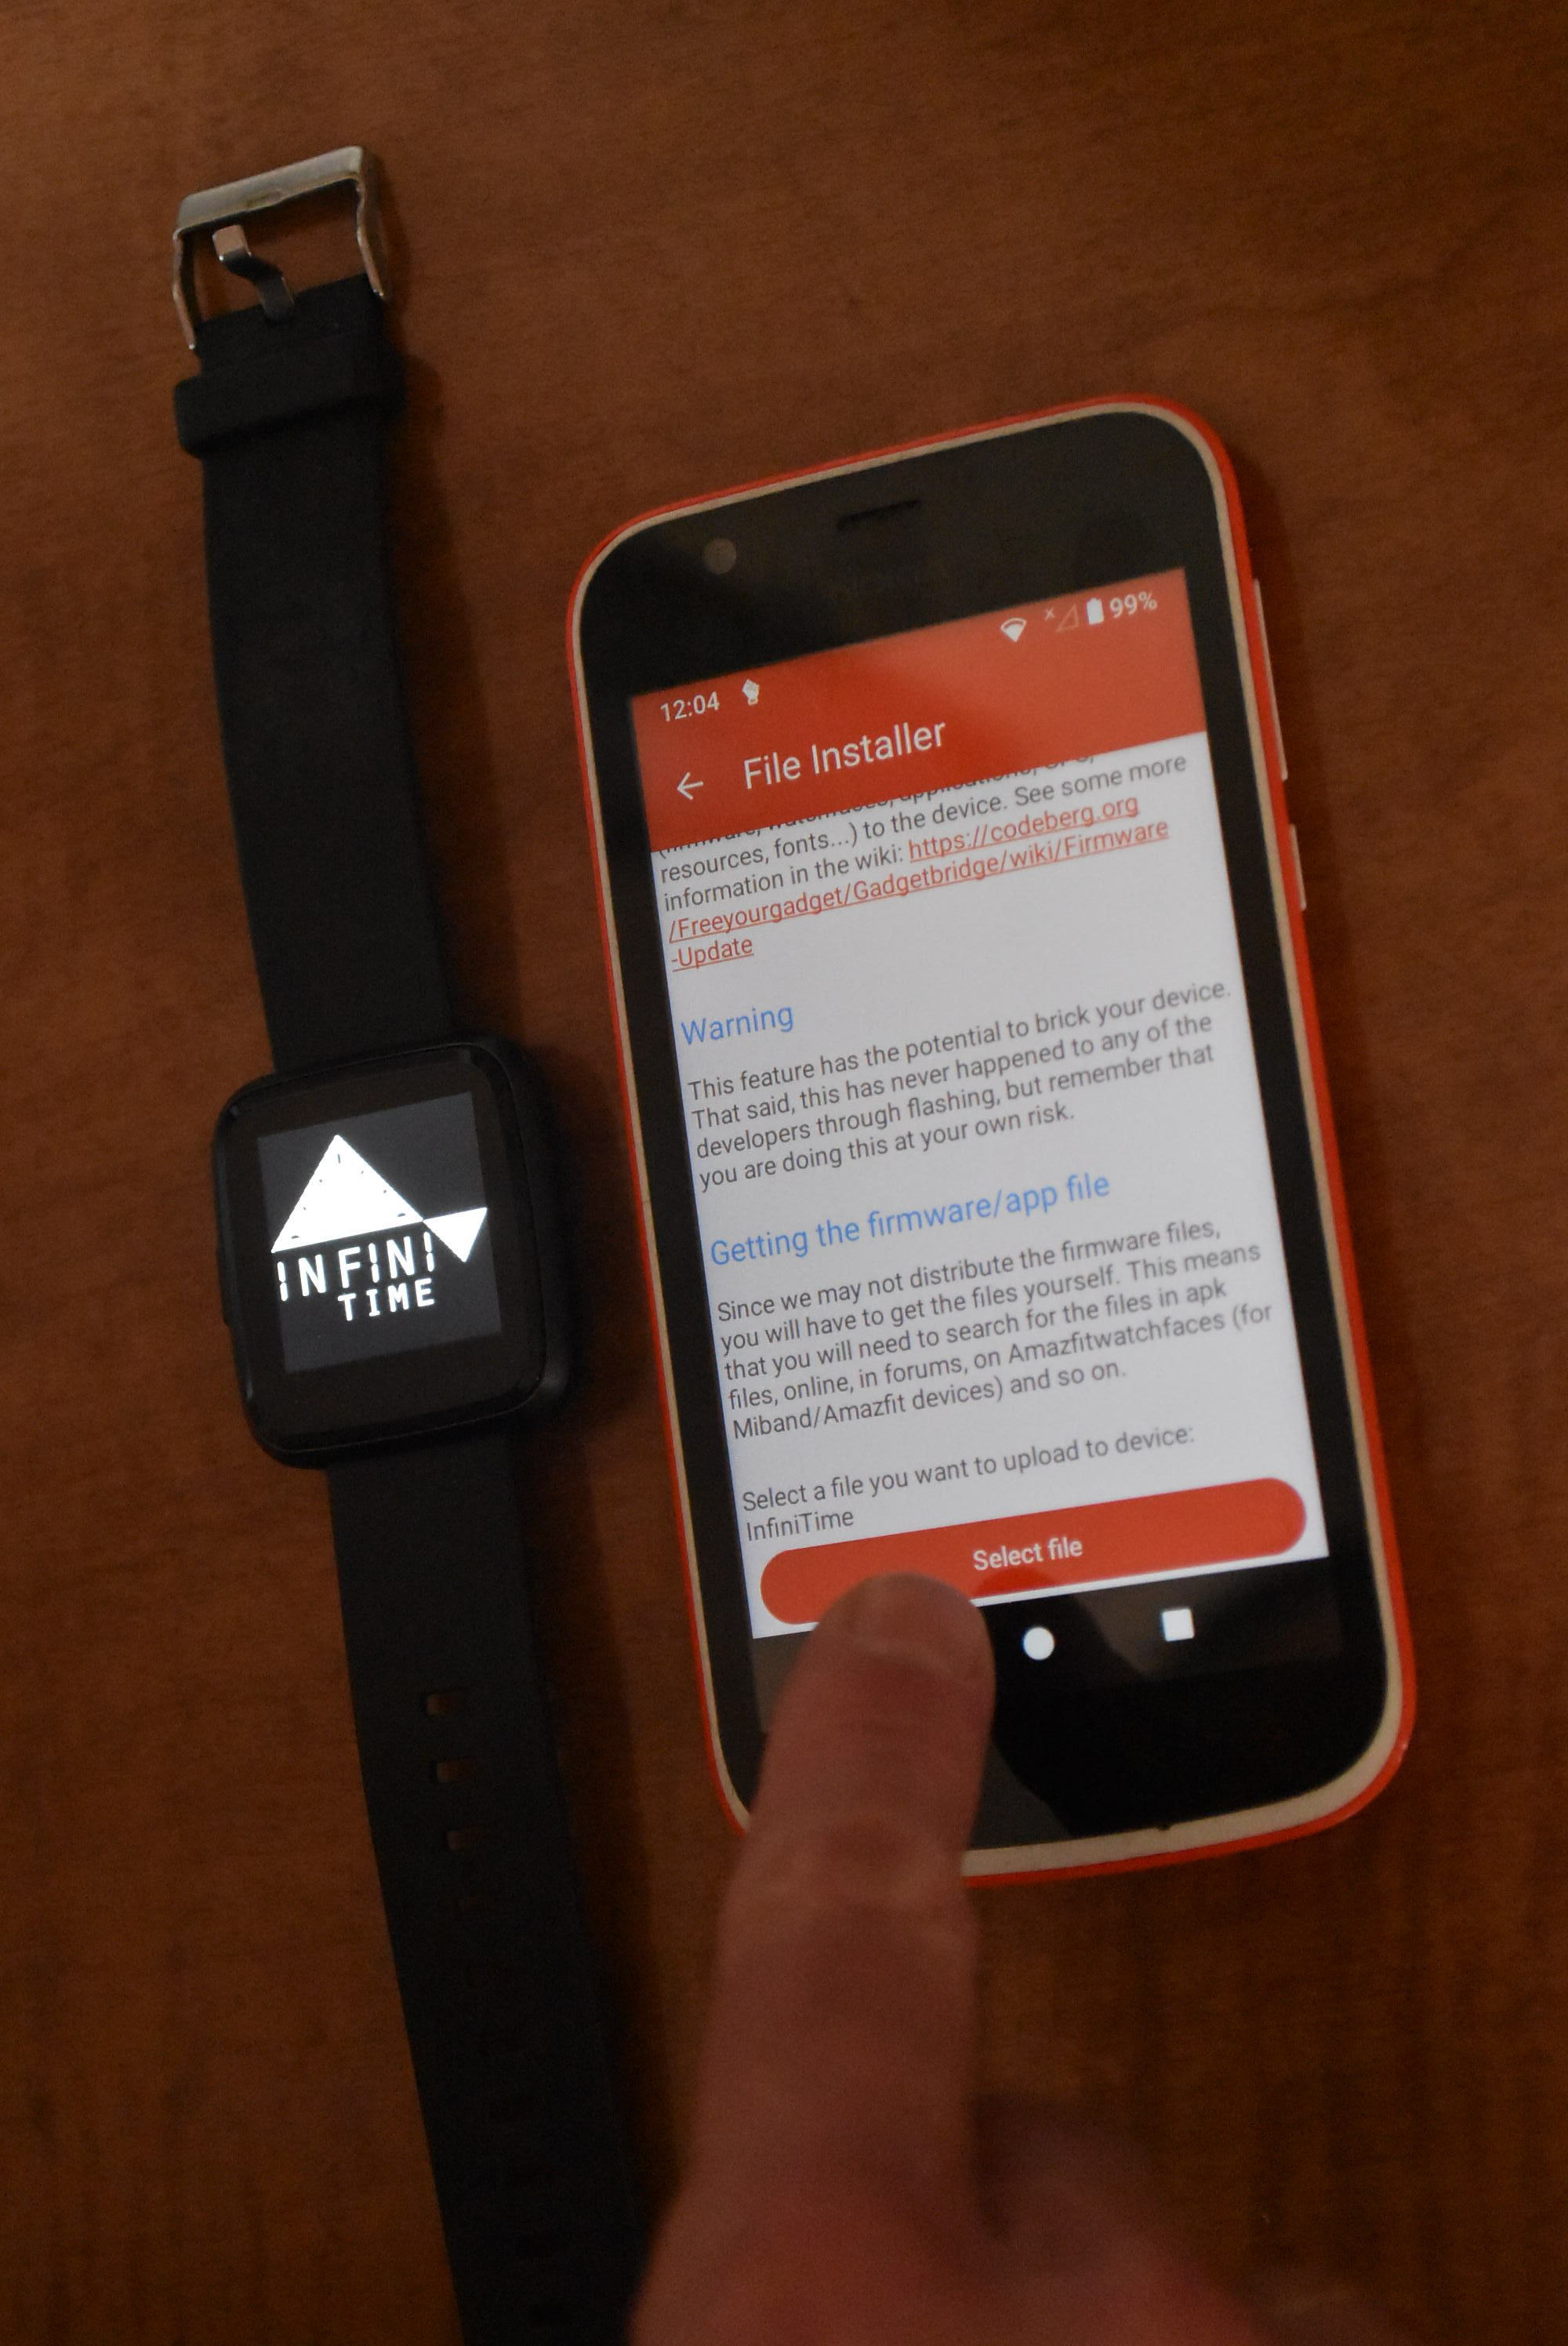 12:04
99%
File Installer
(firmware, watchfaces, applications, GPS,
resources, fonts...) to the device. See some more
information in the wiki: https://codeberg.org
/Freeyourgadget/Gadgetbridge/wiki/Firmware
-Update
Warning
This feature has the potential to brick your device.
That said, this has never happened to any of the
developers through flashing, but remember that
you are doing this at your own risk.
Getting the firmware/app file
Since we may not distribute the firmware files,
you will have to get the files yourself. This means
that you will need to search for the files in apk
files, online, in forums, on Amazfitwatchfaces (for
Miband/Amazfit devices) and so on.
Select a file you want to upload to device:
InfiniTime
Select file
INFINI
TIME